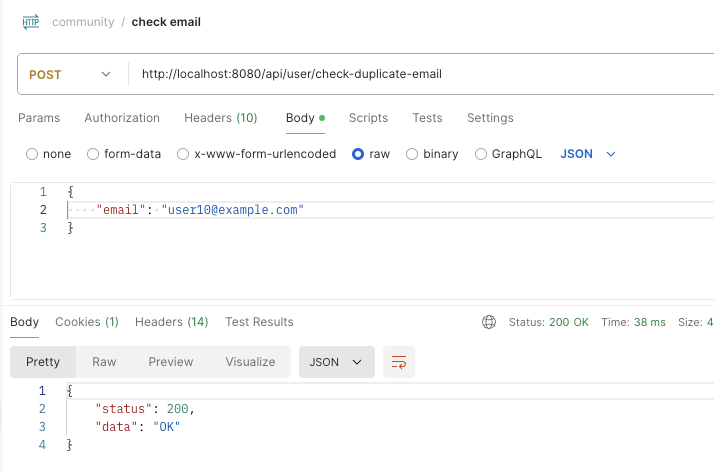 HTTP community / check email
POST http://localhost:8080/api/user/check-duplicate-email
Params Authorization Headers (10) Body Scripts Tests Settings
none form-data x-www-form-urlencoded raw binary GraphQL JSON
1 {
2 ····"email":·"user10@example.com"
3 }
Body Cookies (1) Headers (14) Test Results Status: 200 OK Time: 38 ms Size: 4
Pretty Raw Preview Visualize JSON
1 {
2 "status": 200,
3 "data": "OK"
4 }